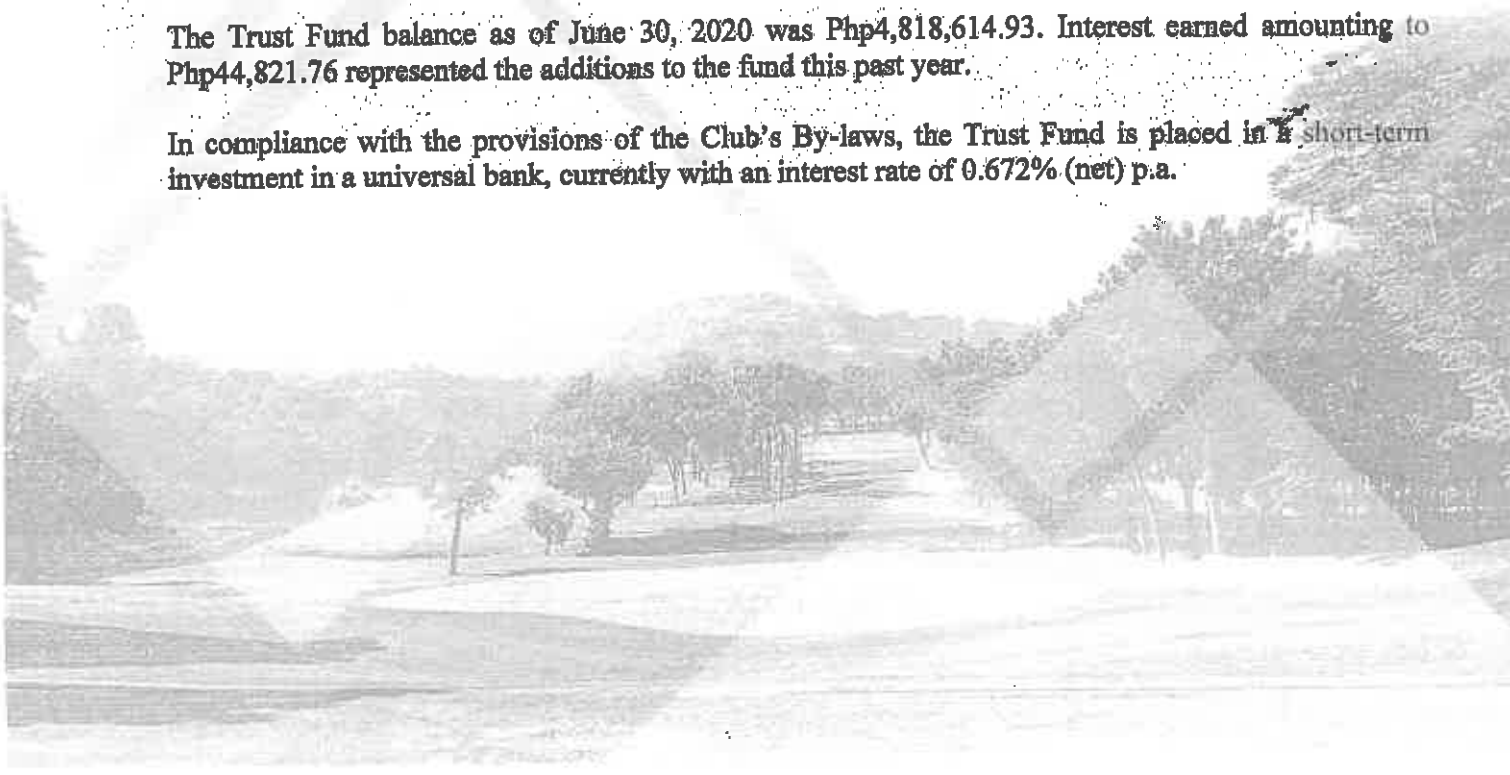 The Trust Fund balance as of June 30, 2020 was Php4,818,614.93. Interest earned amounting to
Php44,821.76 represented the additions to the fund this past year.
In compliance with the provisions of the Club's By-laws, the Trust Fund is placed in a short-term
investment in a universal bank, currently with an interest rate of 0.672% (net) p.a.